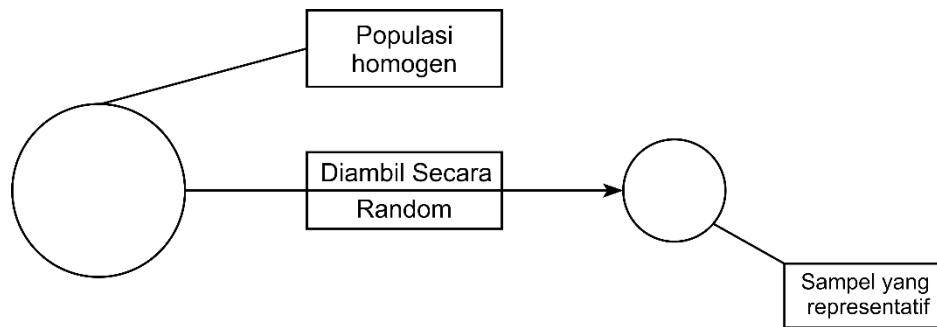 Populasi
homogen
Diambil Secara
Random
Sampel yang
representatif